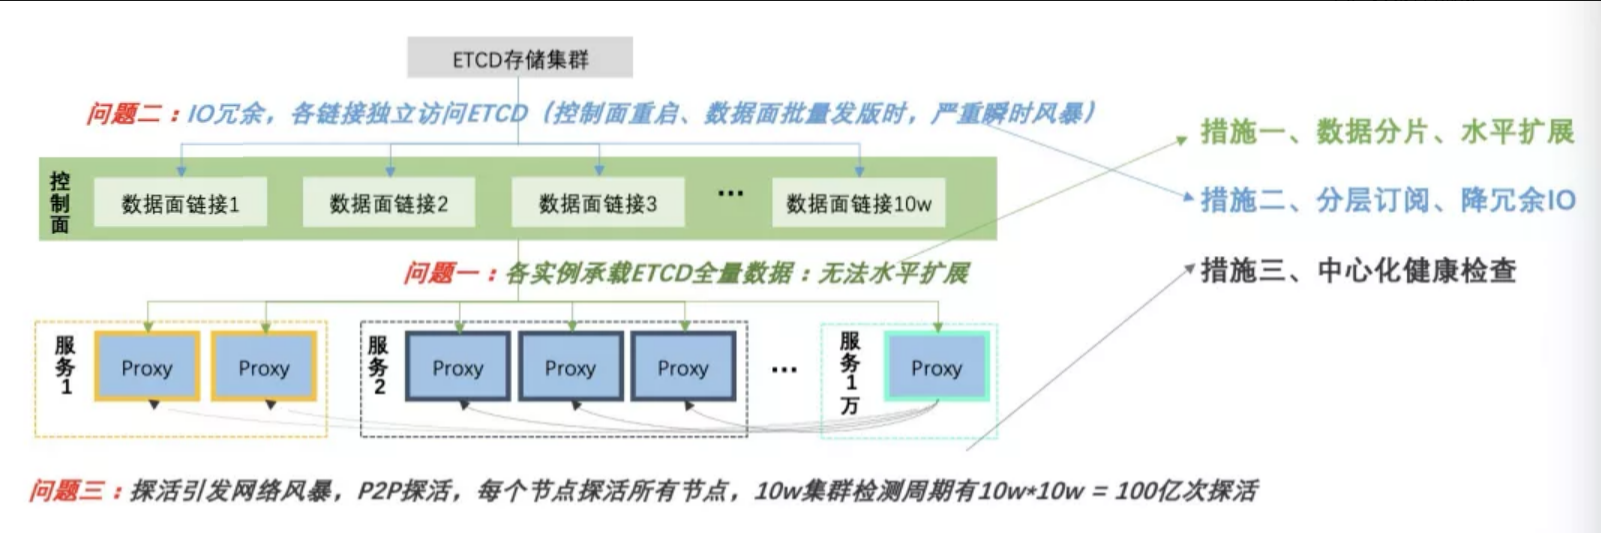 ETCD存储集群
问题二：IO冗余，各链接独立访问ETCD（控制面重启、数据面批量发版时，严重瞬时风暴）
措施一、数据分片、水平扩展
控制面
数据面链接1
数据面链接2
数据面链接3
...
数据面链接10w
措施二、分层订阅、降冗余IO
问题一：各实例承载ETCD全量数据：无法水平扩展
措施三、中心化健康检查
服务1
Proxy
Proxy
服务2
Proxy
Proxy
Proxy
...
服务1万
Proxy
问题三：探活引发网络风暴，P2P探活，每个节点探活所有节点，10w集群检测周期有10w*10w = 100亿次探活